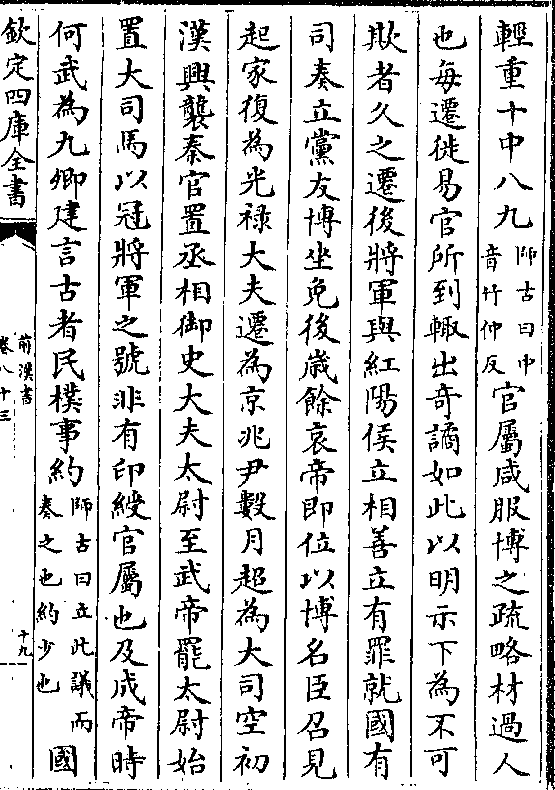 輕重十中八九師古曰中音竹仲反官屬咸服博之疏略材過人
也每遷徙易官所到輒出奇譎如此以明示下為不可
欺者久之遷後將軍與紅陽侯立相善立有罪就國有
司奏立黨友博坐免後歲餘哀帝即位以博名臣召見
起家復為光祿大夫遷為京兆尹數月超為大司空初
漢興襲秦官置丞相御史大夫太尉至武帝罷太尉始
置大司馬以冠將軍之號非有印綬官屬也及成帝時
何武為九卿建言古者民樸事約師古曰立此議而奏之也約少也國
欽定四庫全書
前漢書
卷八十三
十九